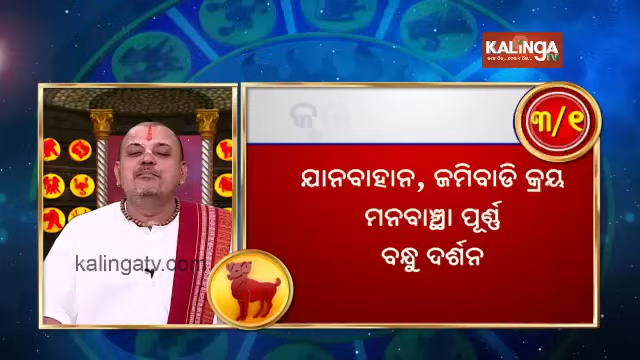 KALINGA TV
୩/୧
ଯାନବାହାନ, ଜମିବାଡି କ୍ରୟ
ମନବାଞ୍ଛା ପୂର୍ଣ୍ଣ
ବନ୍ଧୁ ଦର୍ଶନ
kalingatv.com